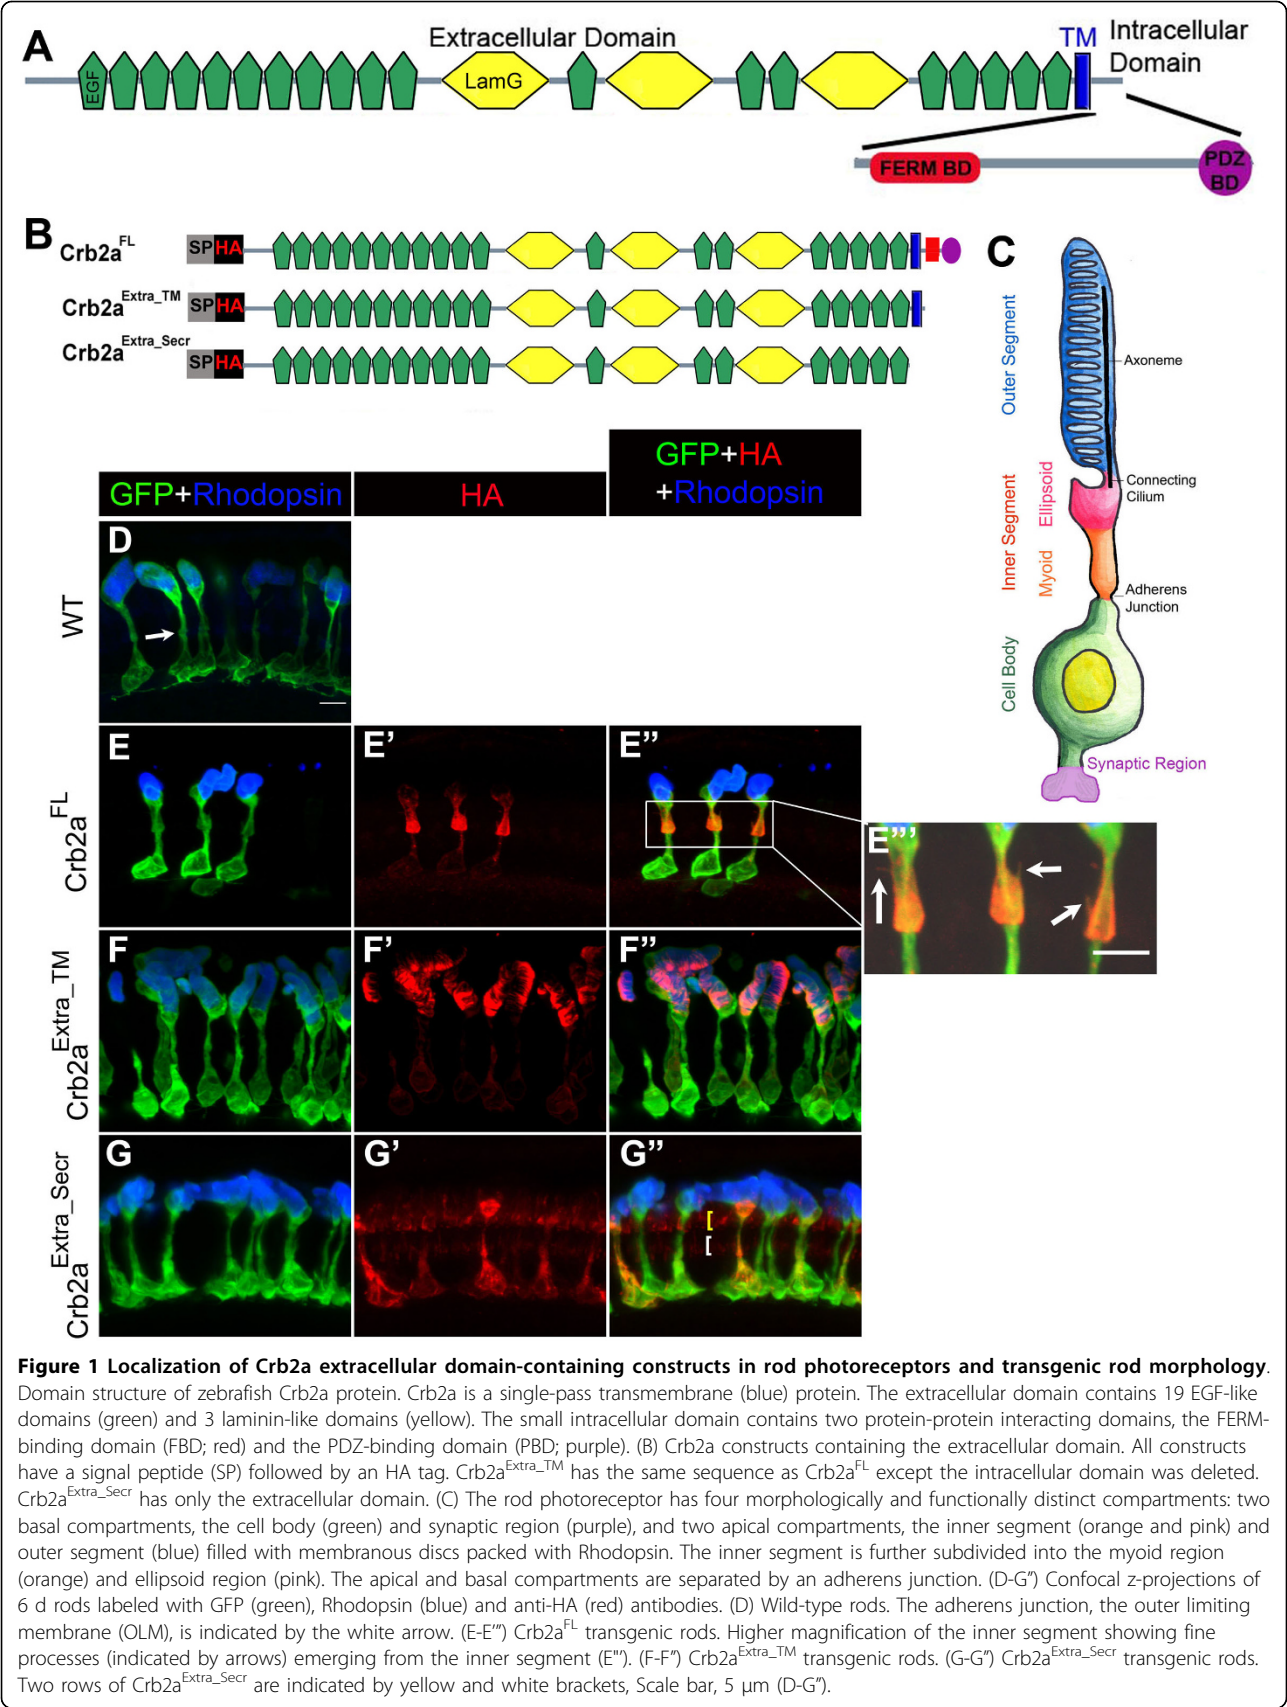 A
Extracellular Domain
TM
Intracellular
Domain
EGF
LamG
FERM BD
PDZ
BD
B
Crb2a^FL
SP HA
Crb2a^Extra_TM
SP HA
Crb2a^Extra_Secr
SP HA
C
Outer Segment
Axoneme
Connecting
Cilium
Inner Segment
Ellipsoid
Myoid
Adherens
Junction
Cell Body
Synaptic Region
GFP+Rhodopsin
HA
GFP+HA
+Rhodopsin
WT
D
Crb2a^FL
E
E’
E’’
E’’’
Crb2a^Extra_TM
F
F’
F’’
Crb2a^Extra_Secr
G
G’
G’’
Figure 1 Localization of Crb2a extracellular domain-containing constructs in rod photoreceptors and transgenic rod morphology.
Domain structure of zebrafish Crb2a protein. Crb2a is a single-pass transmembrane (blue) protein. The extracellular domain contains 19 EGF-like
domains (green) and 3 laminin-like domains (yellow). The small intracellular domain contains two protein-protein interacting domains, the FERM-
binding domain (FBD; red) and the PDZ-binding domain (PBD; purple). (B) Crb2a constructs containing the extracellular domain. All constructs
have a signal peptide (SP) followed by an HA tag. Crb2a^Extra_TM has the same sequence as Crb2a^FL except the intracellular domain was deleted.
Crb2a^Extra_Secr has only the extracellular domain. (C) The rod photoreceptor has four morphologically and functionally distinct compartments: two
basal compartments, the cell body (green) and synaptic region (purple), and two apical compartments, the inner segment (orange and pink) and
outer segment (blue) filled with membranous discs packed with Rhodopsin. The inner segment is further subdivided into the myoid region
(orange) and ellipsoid region (pink). The apical and basal compartments are separated by an adherens junction. (D-G’’) Confocal z-projections of
6 d rods labeled with GFP (green), Rhodopsin (blue) and anti-HA (red) antibodies. (D) Wild-type rods. The adherens junction, the outer limiting
membrane (OLM), is indicated by the white arrow. (E-E’’’) Crb2a^FL transgenic rods. Higher magnification of the inner segment showing fine
processes (indicated by arrows) emerging from the inner segment (E’’’). (F-F’’) Crb2a^Extra_TM transgenic rods. (G-G’’) Crb2a^Extra_Secr transgenic rods.
Two rows of Crb2a^Extra_Secr are indicated by yellow and white brackets, Scale bar, 5 μm (D-G’’).